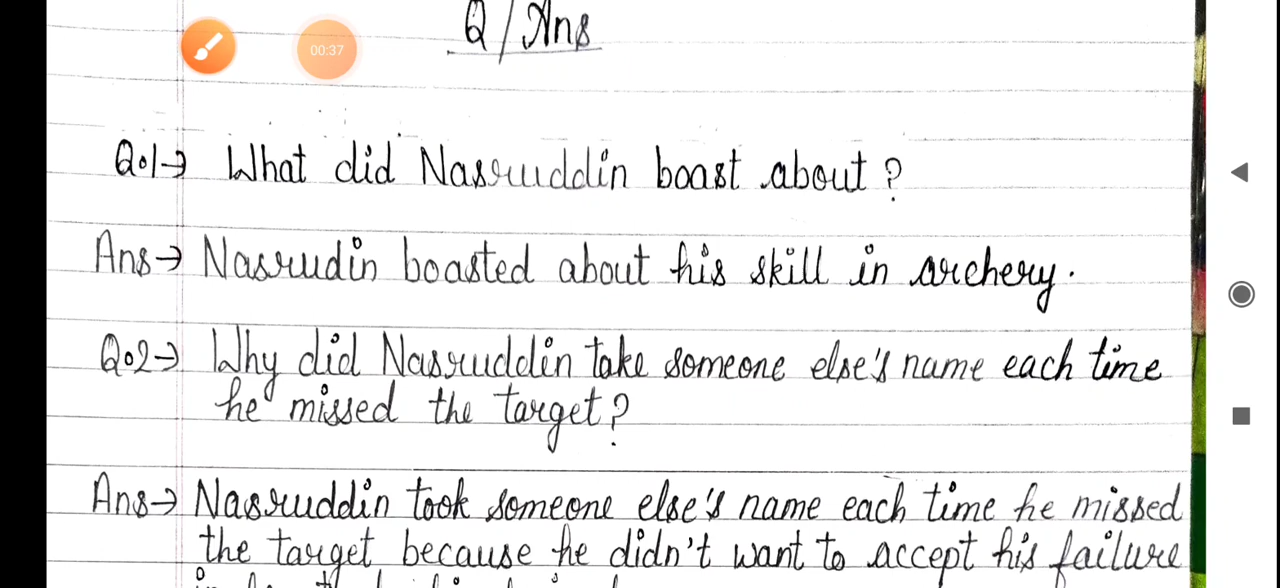 Q/Ans
00:37
Q.1→ What did Nasruddin boast about?
Ans→ Nasrudin boasted about his skill in archery.
Q.2→ Why did Nasruddin take someone else's name each time
he missed the target?
Ans→ Nasruddin took someone else's name each time he missed
the target because he didn't want to accept his failure